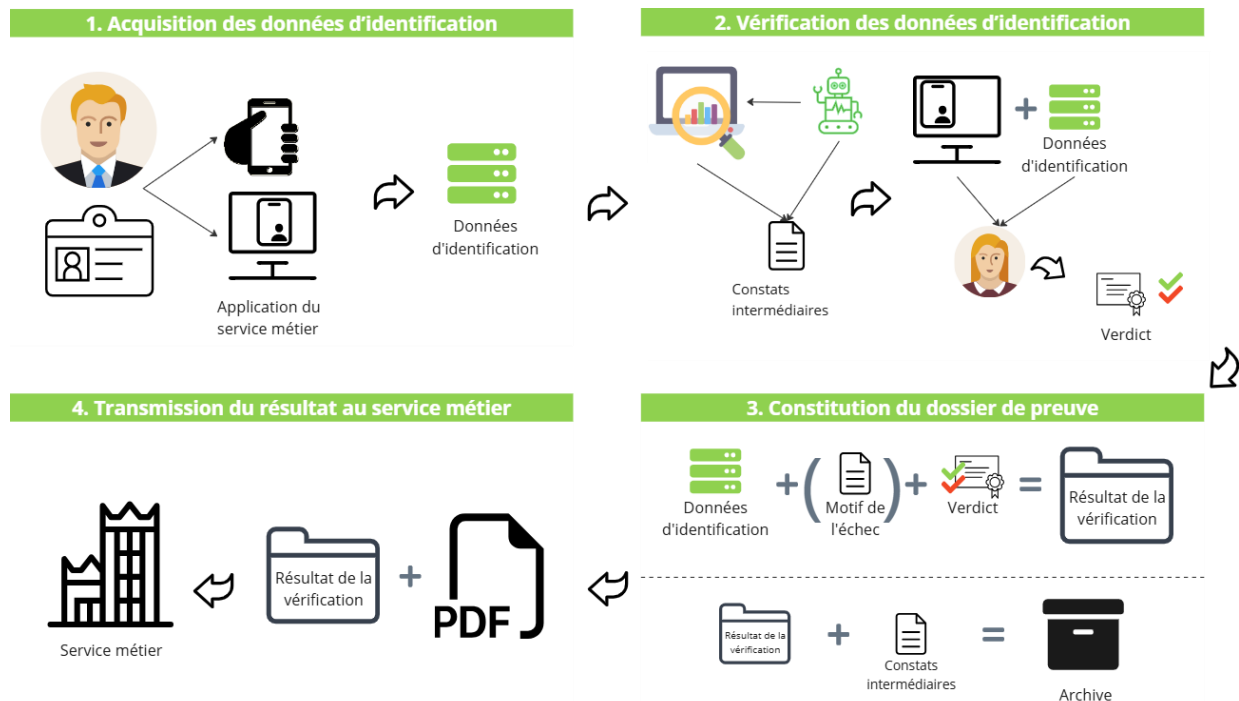 1. Acquisition des données d’identification
Application du
service métier
Données
d'identification
2. Vérification des données d’identification
Constats
intermédiaires
Données
d'identification
Verdict
3. Constitution du dossier de preuve
Données
d'identification
Motif de
l'échec
Verdict
Résultat de la
vérification
Résultat de la
vérification
Constats
intermédiaires
Archive
4. Transmission du résultat au service métier
Service métier
Résultat de la
vérification
PDF